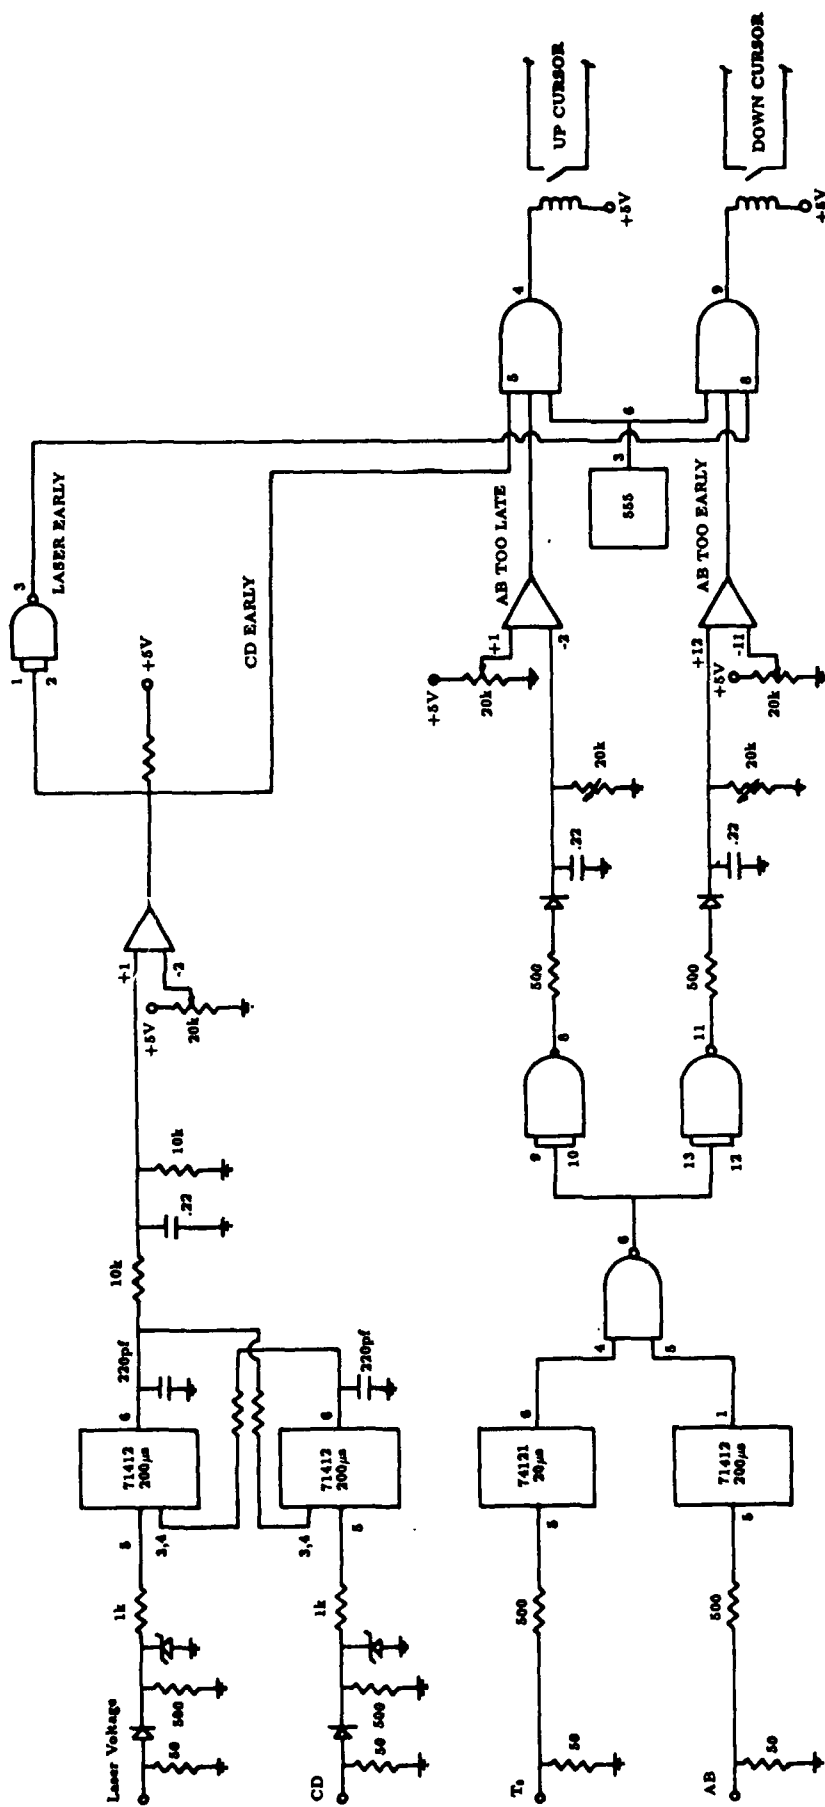 Laser Voltage
50
500
1k
5
3,4
71412
200μs
6
220pf
10k
.22
10k
+5V
20k
+1
-2
+5V
1
2
3
LASER EARLY
CD EARLY
CD
50
500
1k
5
3,4
71412
200μs
6
220pf
T₀
50
500
5
74121
20μs
6
4
5
6
AB
50
500
5
71412
200μs
1
9
10
8
500
.22
20k
+5V
20k
+1
-2
AB TOO LATE
13
12
11
500
.22
20k
+5V
20k
+12
-11
AB TOO EARLY
555
3
6
5
4
+5V
UP CURSOR
8
9
+5V
DOWN CURSOR